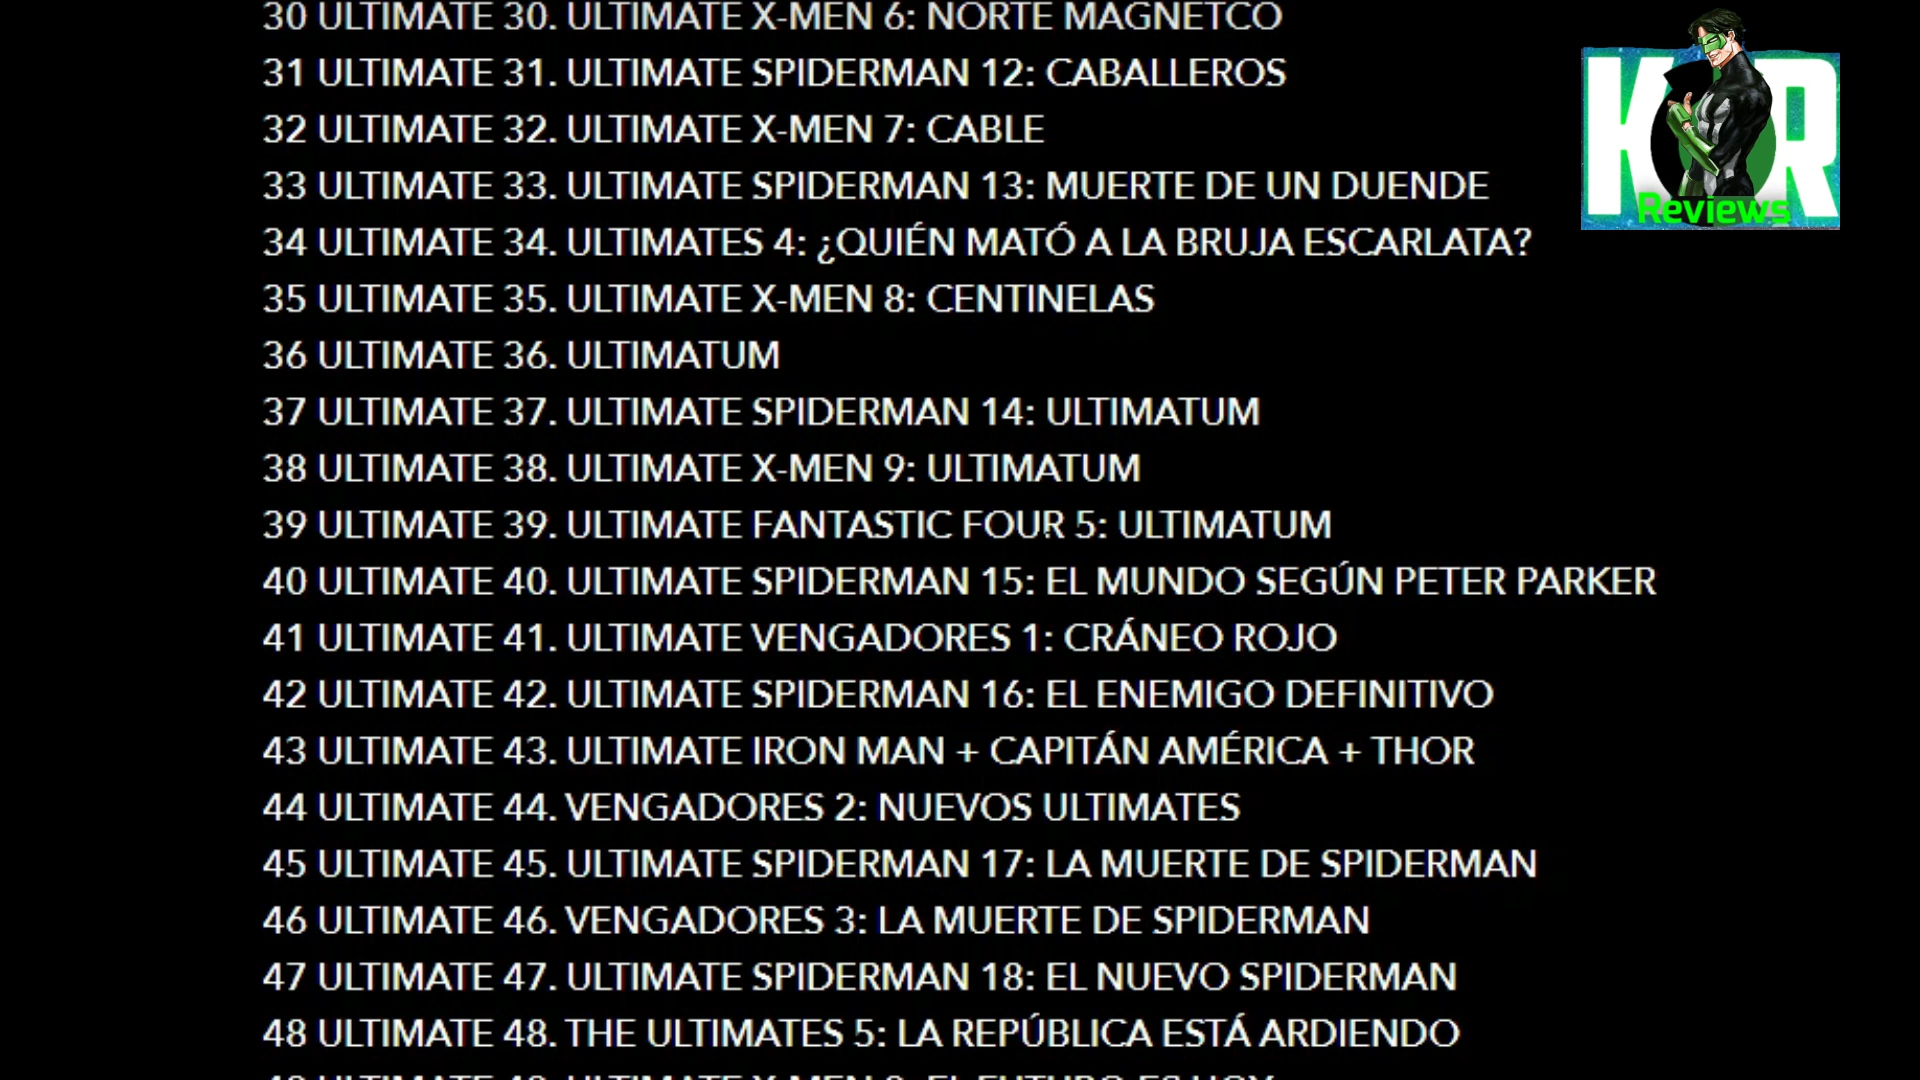 30 ULTIMATE 30. ULTIMATE X-MEN 6: NORTE MAGNETCO
31 ULTIMATE 31. ULTIMATE SPIDERMAN 12: CABALLEROS
32 ULTIMATE 32. ULTIMATE X-MEN 7: CABLE
33 ULTIMATE 33. ULTIMATE SPIDERMAN 13: MUERTE DE UN DUENDE
34 ULTIMATE 34. ULTIMATES 4: ¿QUIÉN MATÓ A LA BRUJA ESCARLATA?
35 ULTIMATE 35. ULTIMATE X-MEN 8: CENTINELAS
36 ULTIMATE 36. ULTIMATUM
37 ULTIMATE 37. ULTIMATE SPIDERMAN 14: ULTIMATUM
38 ULTIMATE 38. ULTIMATE X-MEN 9: ULTIMATUM
39 ULTIMATE 39. ULTIMATE FANTASTIC FOUR 5: ULTIMATUM
40 ULTIMATE 40. ULTIMATE SPIDERMAN 15: EL MUNDO SEGÚN PETER PARKER
41 ULTIMATE 41. ULTIMATE VENGADORES 1: CRÁNEO ROJO
42 ULTIMATE 42. ULTIMATE SPIDERMAN 16: EL ENEMIGO DEFINITIVO
43 ULTIMATE 43. ULTIMATE IRON MAN + CAPITÁN AMÉRICA + THOR
44 ULTIMATE 44. VENGADORES 2: NUEVOS ULTIMATES
45 ULTIMATE 45. ULTIMATE SPIDERMAN 17: LA MUERTE DE SPIDERMAN
46 ULTIMATE 46. VENGADORES 3: LA MUERTE DE SPIDERMAN
47 ULTIMATE 47. ULTIMATE SPIDERMAN 18: EL NUEVO SPIDERMAN
48 ULTIMATE 48. THE ULTIMATES 5: LA REPÚBLICA ESTÁ ARDIENDO
K R
Reviews